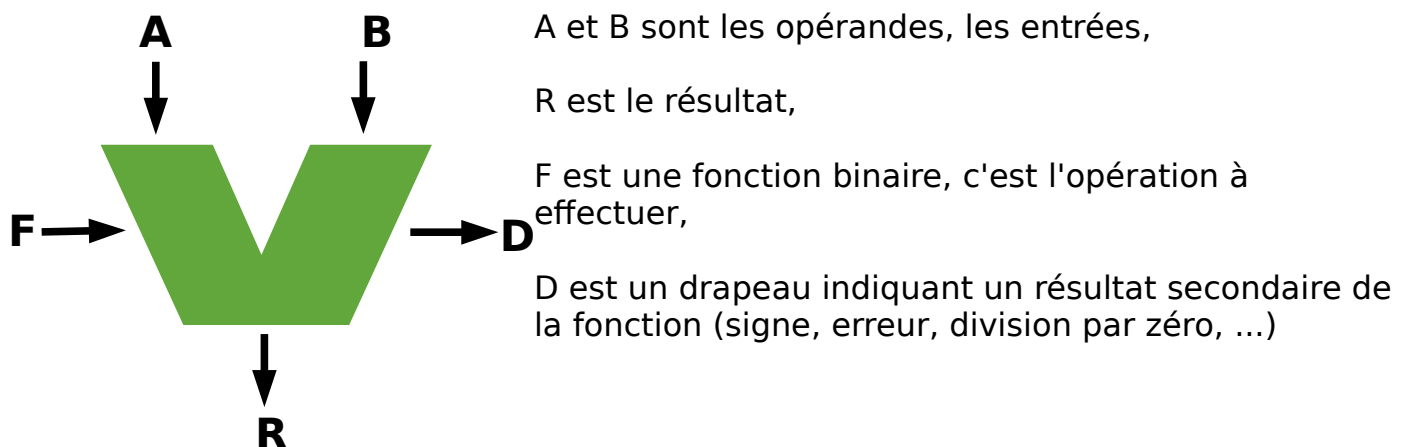 A
B
F
D
R
A et B sont les opérandes, les entrées,
R est le résultat,
F est une fonction binaire, c'est l'opération à
effectuer,
D est un drapeau indiquant un résultat secondaire de
la fonction (signe, erreur, division par zéro, ...)